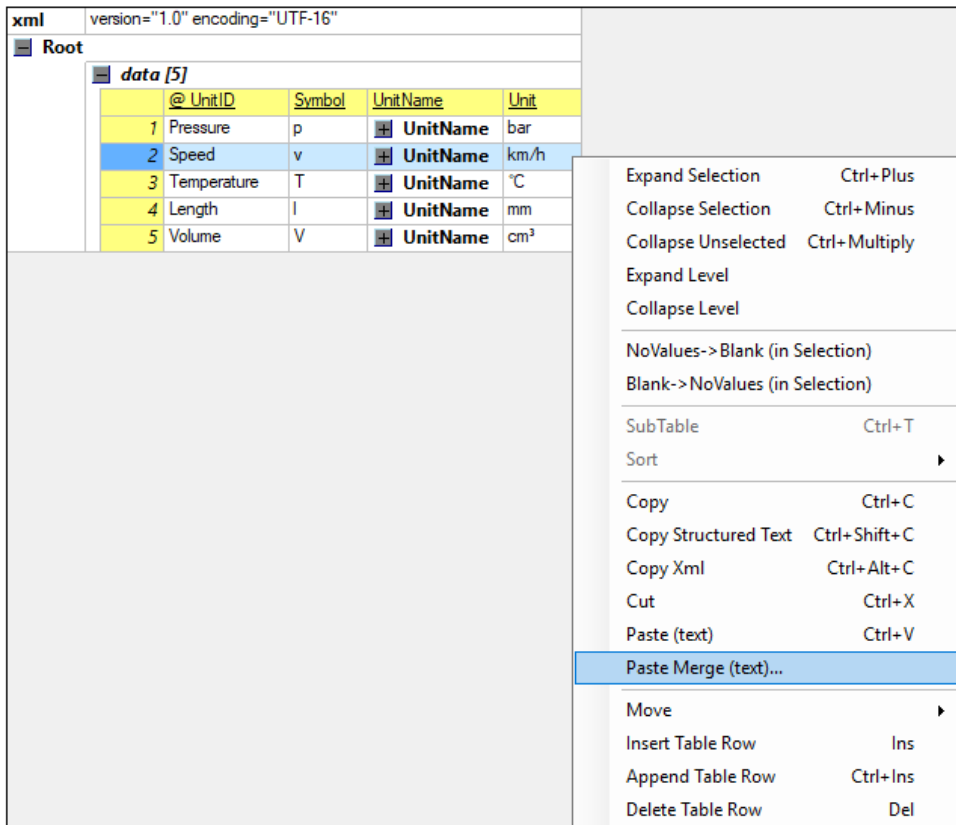 xml version="1.0" encoding="UTF-16"
Root
data [5]
@ UnitID Symbol UnitName Unit
1 Pressure p UnitName bar
2 Speed v UnitName km/h
3 Temperature T UnitName °C
4 Length l UnitName mm
5 Volume V UnitName cm³
Expand Selection Ctrl+Plus
Collapse Selection Ctrl+Minus
Collapse Unselected Ctrl+Multiply
Expand Level
Collapse Level
NoValues->Blank (in Selection)
Blank->NoValues (in Selection)
SubTable Ctrl+T
Sort
Copy Ctrl+C
Copy Structured Text Ctrl+Shift+C
Copy Xml Ctrl+Alt+C
Cut Ctrl+X
Paste (text) Ctrl+V
Paste Merge (text)...
Move
Insert Table Row Ins
Append Table Row Ctrl+Ins
Delete Table Row Del